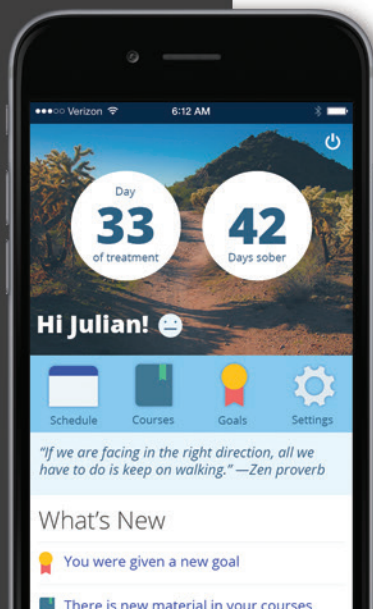 Verizon 6:12 AM
Day
33
of treatment
42
Days sober
Hi Julian!
Schedule Courses Goals Settings
“If we are facing in the right direction, all we
have to do is keep on walking.” —Zen proverb
What’s New
You were given a new goal
There is new material in your courses